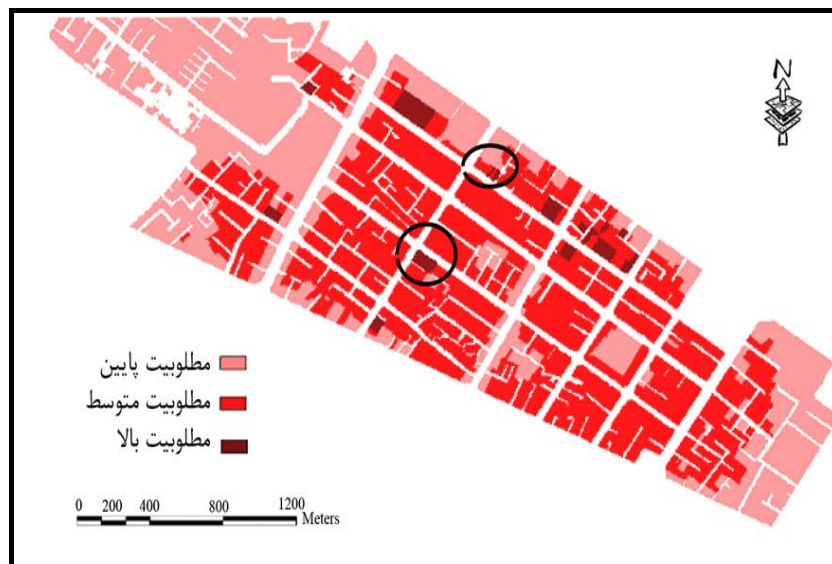 N
مطلوبیت پایین
مطلوبیت متوسط
مطلوبیت بالا
0 200 400 800 1200
Meters